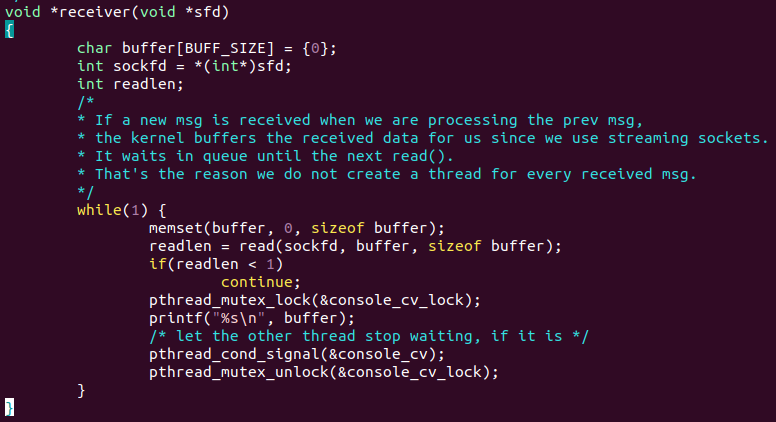 void *receiver(void *sfd)
{
        char buffer[BUFF_SIZE] = {0};
        int sockfd = *(int*)sfd;
        int readlen;
        /*
        * If a new msg is received when we are processing the prev msg,
        * the kernel buffers the received data for us since we use streaming sockets.
        * It waits in queue until the next read().
        * That's the reason we do not create a thread for every received msg.
        */
        while(1) {
                memset(buffer, 0, sizeof buffer);
                readlen = read(sockfd, buffer, sizeof buffer);
                if(readlen < 1)
                        continue;
                pthread_mutex_lock(&console_cv_lock);
                printf("%s\n", buffer);
                /* let the other thread stop waiting, if it is */
                pthread_cond_signal(&console_cv);
                pthread_mutex_unlock(&console_cv_lock);
        }
}